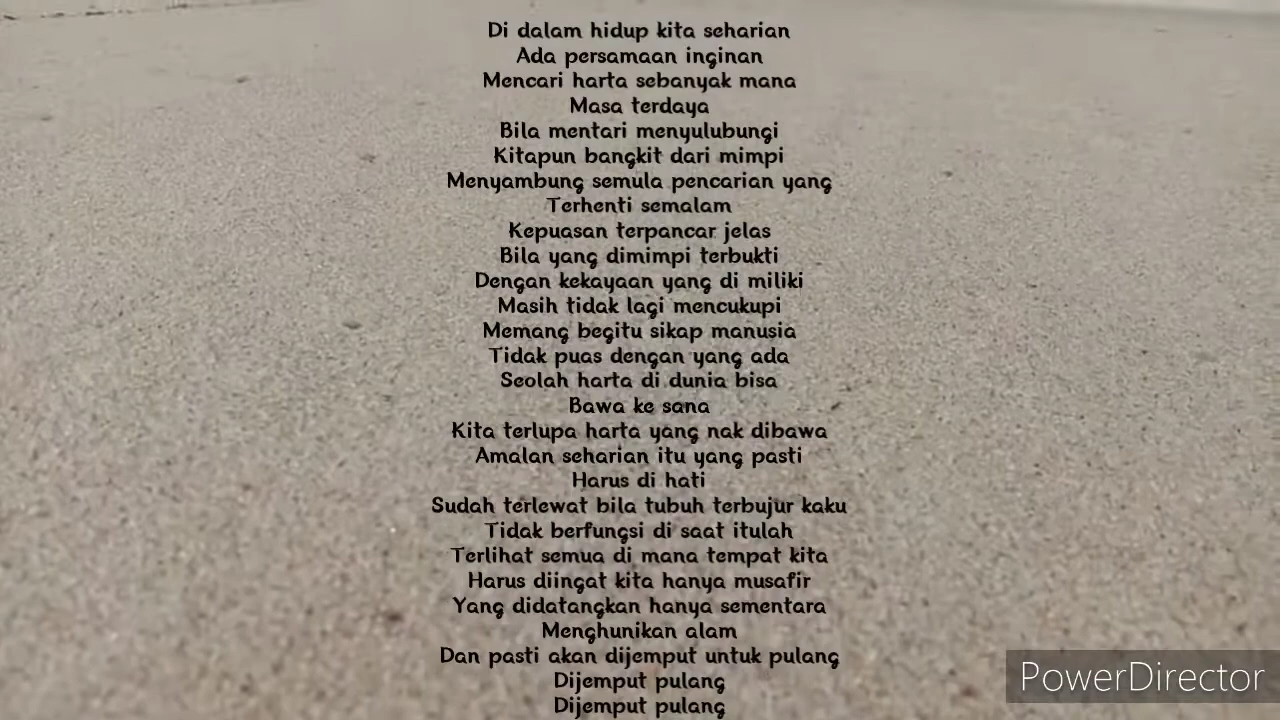 Di dalam hidup kita seharian
Ada persamaan inginan
Mencari harta sebanyak mana
Masa terdaya
Bila mentari menyulubungi
Kitapun bangkit dari mimpi
Menyambung semula pencarian yang
Terhenti semalam
Kepuasan terpancar jelas
Bila yang dimimpi terbukti
Dengan kekayaan yang di miliki
Masih tidak lagi mencukupi
Memang begitu sikap manusia
Tidak puas dengan yang ada
Seolah harta di dunia bisa
Bawa ke sana
Kita terlupa harta yang nak dibawa
Amalan seharian itu yang pasti
Harus di hati
Sudah terlewat bila tubuh terbujur kaku
Tidak berfungsi di saat itulah
Terlihat semua di mana tempat kita
Harus diingat kita hanya musafir
Yang didatangkan hanya sementara
Menghunikan alam
Dan pasti akan dijemput untuk pulang
Dijemput pulang
Dijemput pulang
PowerDirector